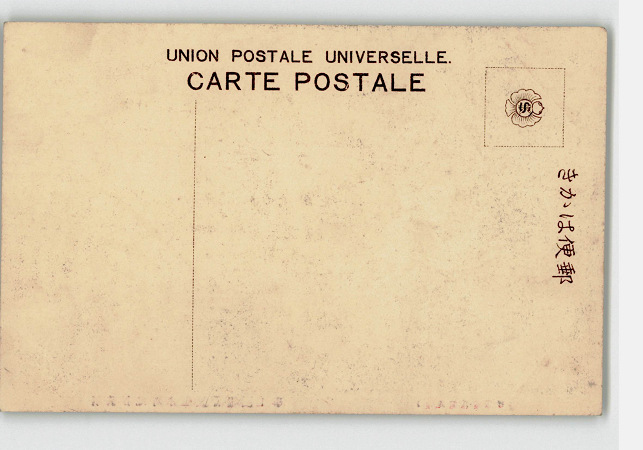 UNION POSTALE UNIVERSELLE.
CARTE POSTALE
きかは便郵